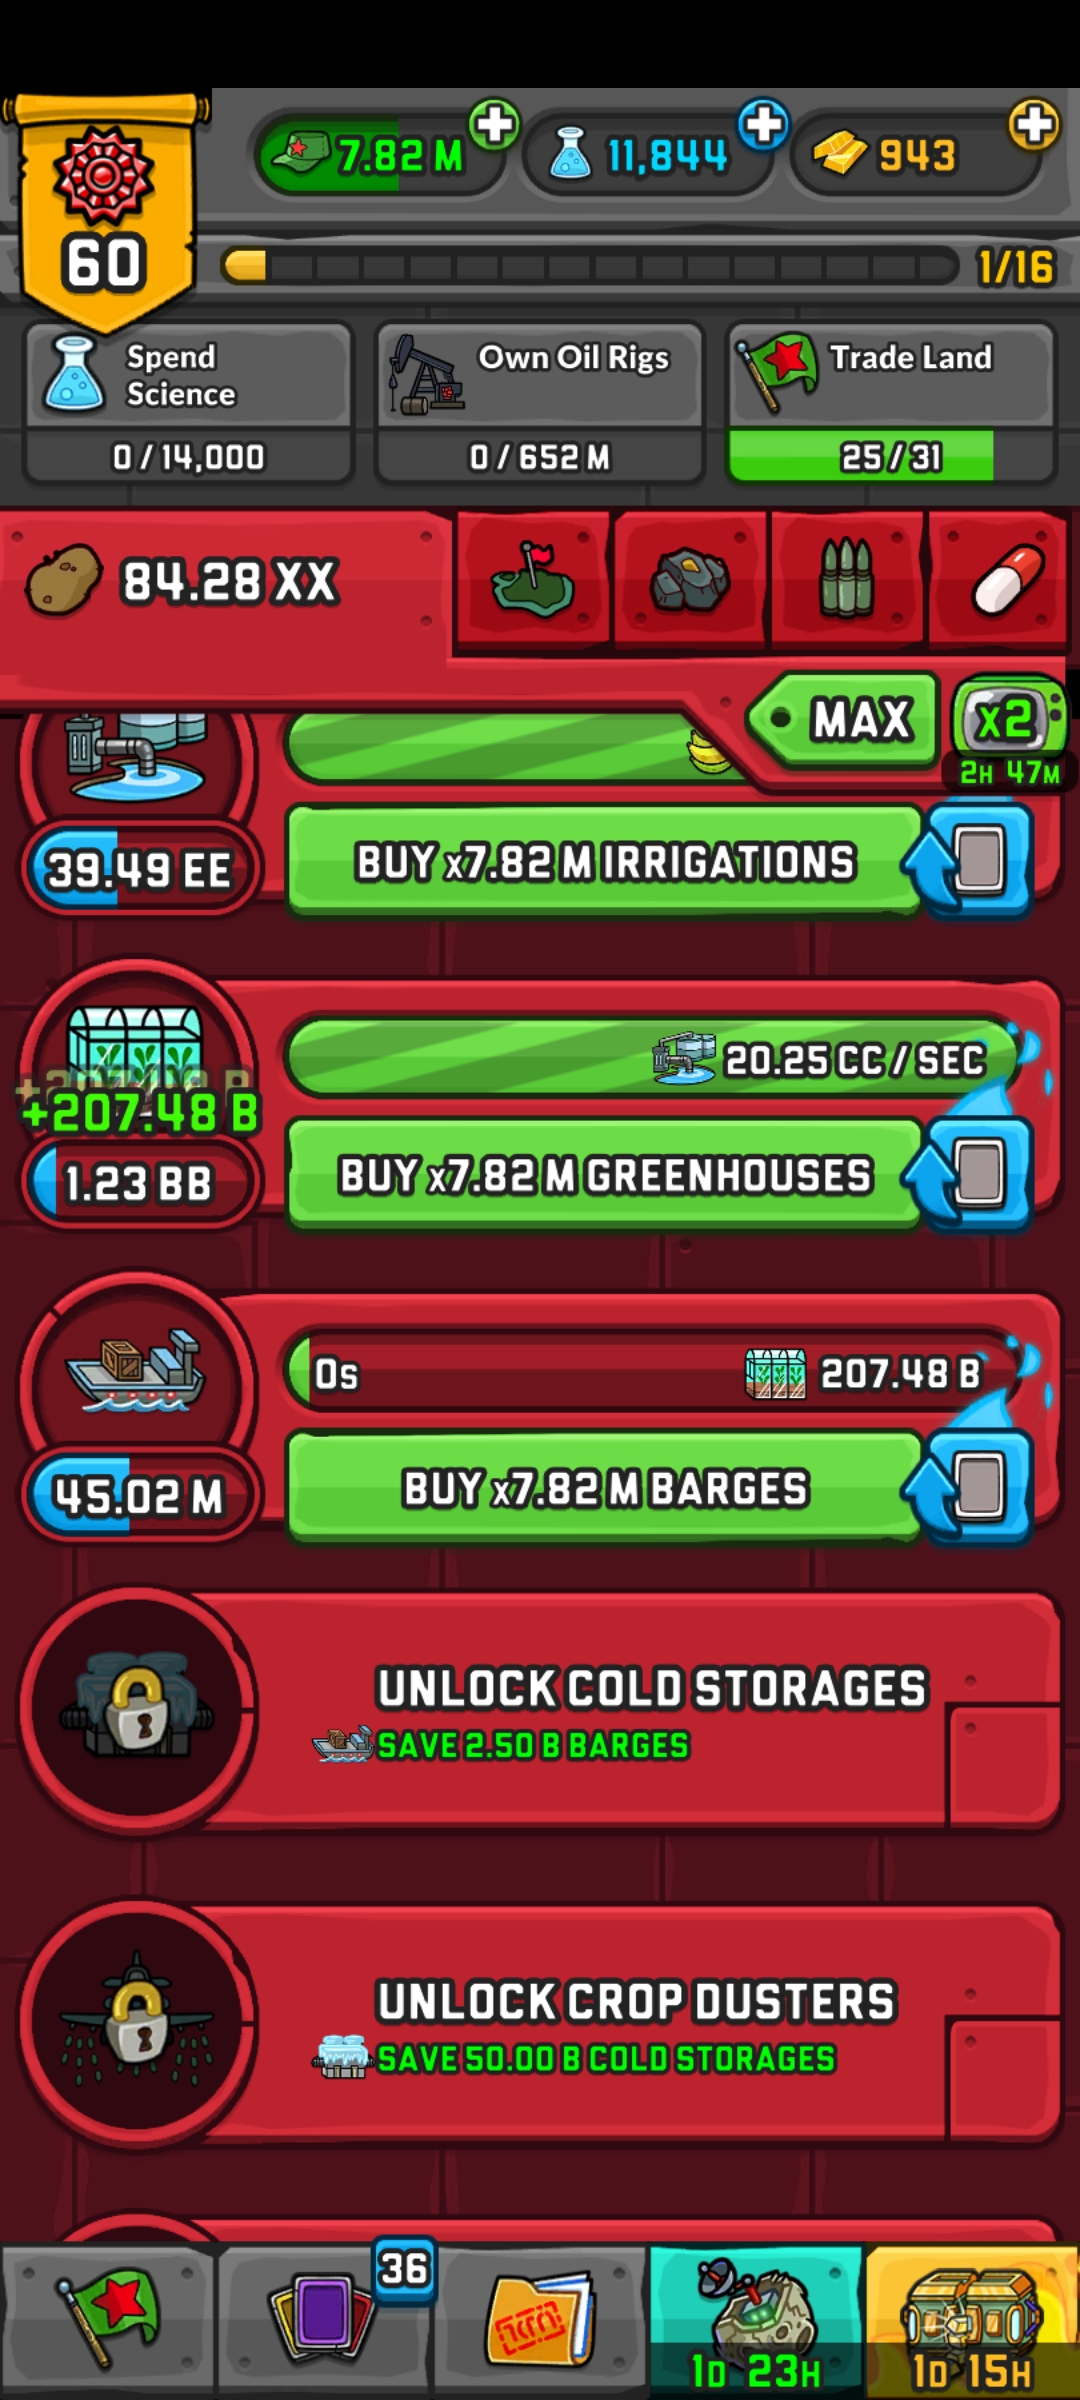 7.82 M
11,844
943
60
1/16
Spend
Science
0/14,000
Own Oil Rigs
0/652 M
Trade Land
25/31
84.28 XX
MAX
x2
2H 47M
39.49 EE
BUY x7.82 M IRRIGATIONS
20.25 CC/SEC
+207.48 B
1.23 BB
BUY x7.82 M GREENHOUSES
0s
207.48 B
45.02 M
BUY x7.82 M BARGES
UNLOCK COLD STORAGES
SAVE 2.50 B BARGES
UNLOCK CROP DUSTERS
SAVE 50.00 B COLD STORAGES
36
1D 23H
1D 15H